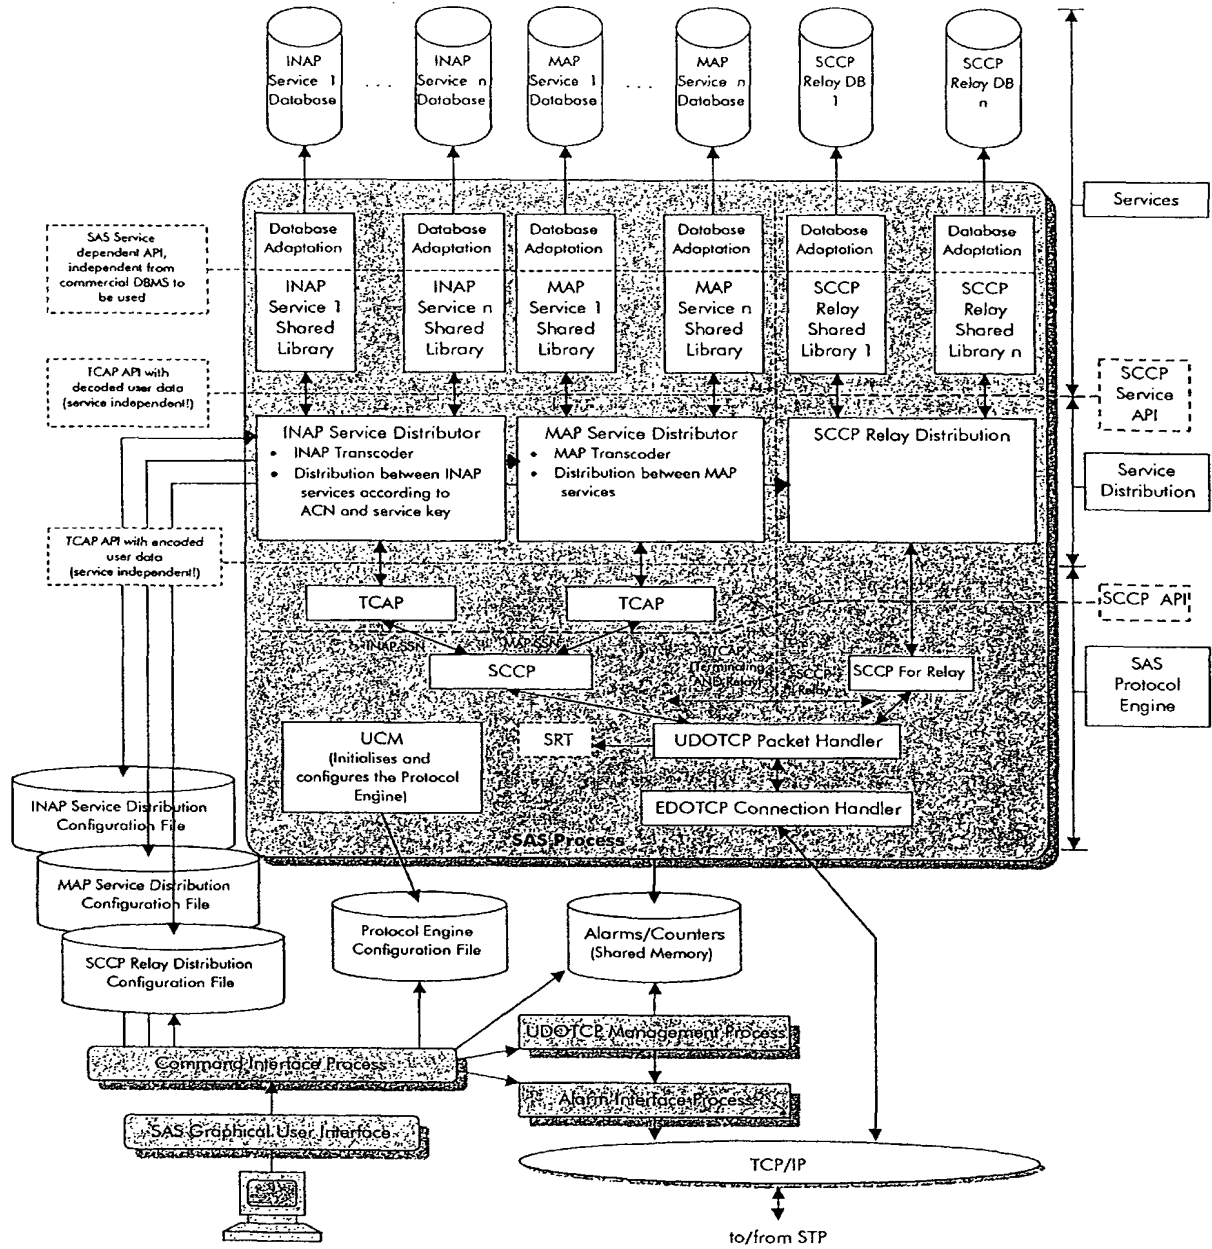 INAP
Service 1
Database
...
INAP
Service n
Database
MAP
Service 1
Database
...
MAP
Service n
Database
SCCP
Relay DB
1
SCCP
Relay DB
n
Services
Database
Adaptation
INAP
Service 1
Shared
Library
Database
Adaptation
INAP
Service n
Shared
Library
Database
Adaptation
MAP
Service 1
Shared
Library
Database
Adaptation
MAP
Service n
Shared
Library
Database
Adaptation
SCCP
Relay
Shared
Library 1
Database
Adaptation
SCCP
Relay
Shared
Library n
SAS Service
dependent API,
independent from
commercial DBMS to
be used
TCAP API with
decoded user data
(service independent!!)
SCCP
Service
API
INAP Service Distributor
• INAP Transcoder
• Distribution between INAP
services according to
ACN and service key
MAP Service Distributor
• MAP Transcoder
• Distribution between MAP
services
SCCP Relay Distribution
Service
Distribution
TCAP API with encoded
user data
(service independent!!)
TCAP
TCAP
SCCP API
INAP SSN
MAP SSN
SCCP
TCAP
(Terminating
AND Relay)
SCCP
Relay
SCCP For Relay
SAS
Protocol
Engine
UCM
(Initialises and
configures the Protocol
Engine)
SRT
UDOTCP Packet Handler
EDOTCP Connection Handler
SAS Process
INAP Service Distribution
Configuration File
MAP Service Distribution
Configuration File
SCCP Relay Distribution
Configuration File
Protocol Engine
Configuration File
Alarms/Counters
(Shared Memory)
UDOTCP Management Process
Command Interface Process
Alarm Interface Process
SAS Graphical User Interface
TCP/IP
to/from STP